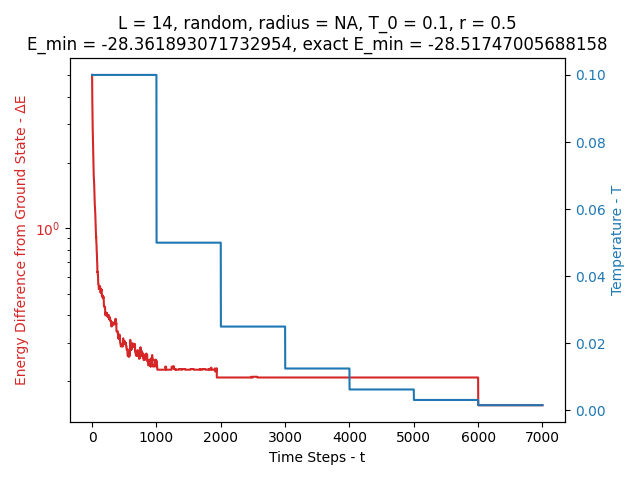 L = 14, random, radius = NA, T_0 = 0.1, r = 0.5
E_min = -28.361893071732954, exact E_min = -28.51747005688158
Energy Difference from Ground State - ΔE
10⁰
0.10
0.08
0.06
0.04
0.02
0.00
Temperature - T
0 1000 2000 3000 4000 5000 6000 7000
Time Steps - t